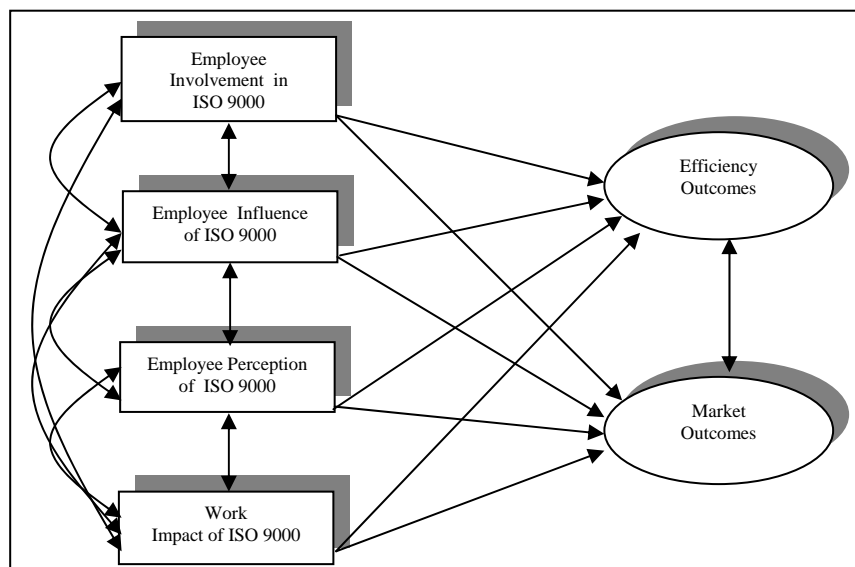 Employee
Involvement in
ISO 9000
Efficiency
Outcomes
Employee Influence
of ISO 9000
Employee Perception
of ISO 9000
Market
Outcomes
Work
Impact of ISO 9000